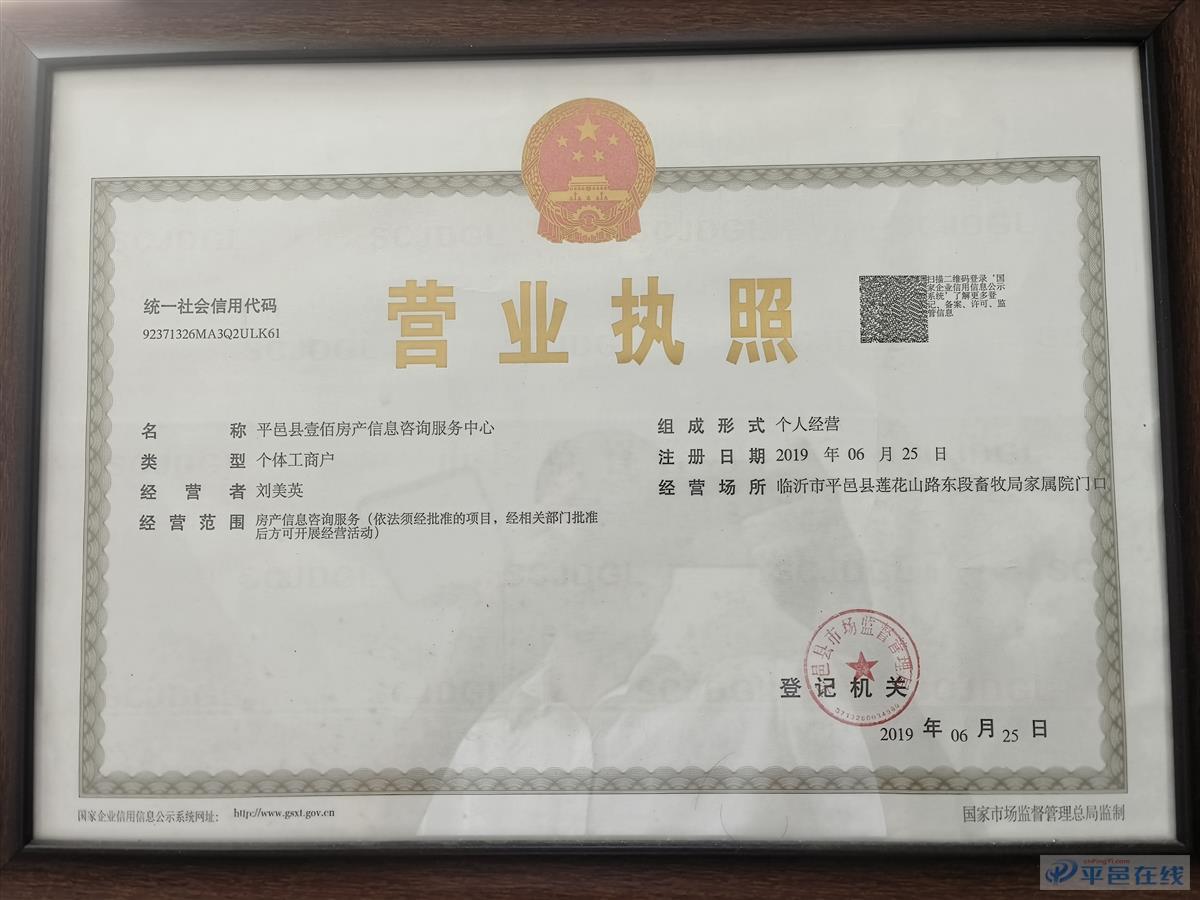 营业执照
统一社会信用代码
92371326MA3Q2ULK61
扫描二维码登录‘国
家企业信用信息公示
系统’了解更多登
记、备案、许可、监
管信息
名 称 平邑县壹佰房产信息咨询服务中心
类 型 个体工商户
经 营 者 刘美英
经 营 范 围 房产信息咨询服务（依法须经批准的项目，经相关部门批准
后方可开展经营活动）
组 成 形 式 个人经营
注 册 日 期 2019 年 06 月 25 日
经 营 场 所 临沂市平邑县莲花山路东段畜牧局家属院门口
邑县市场监督管理
登记机关
2019 年 06 月 25 日
国家企业信用信息公示系统网址： http://www.gsxt.gov.cn
国家市场监督管理总局监制
cnPingYi.com
平邑在线